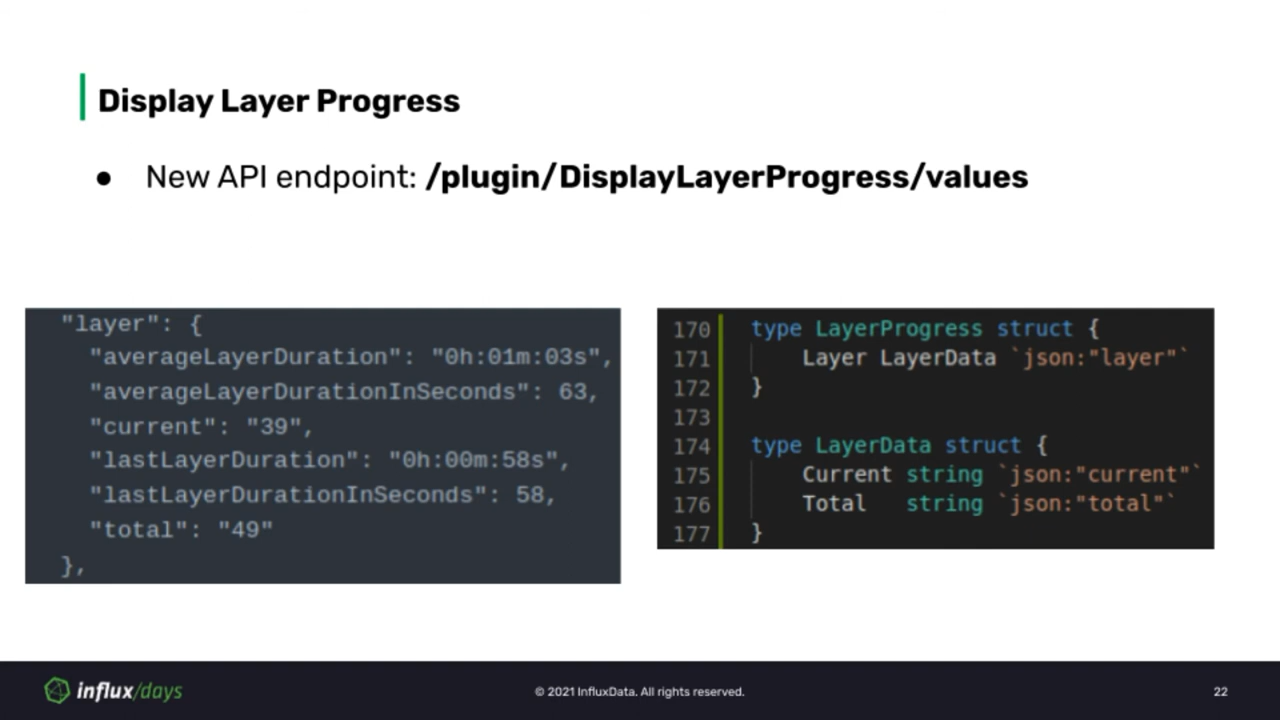 Display Layer Progress
● New API endpoint: /plugin/DisplayLayerProgress/values
"layer": {
"averageLayerDuration": "0h:01m:03s",
"averageLayerDurationInSeconds": 63,
"current": "39",
"lastLayerDuration": "0h:00m:58s",
"lastLayerDurationInSeconds": 58,
"total": "49"
},
170 type LayerProgress struct {
171 Layer LayerData `json:"layer"`
172 }
173
174 type LayerData struct {
175 Current string `json:"current"`
176 Total string `json:"total"`
177 }
influx/days
© 2021 InfluxData. All rights reserved.
22